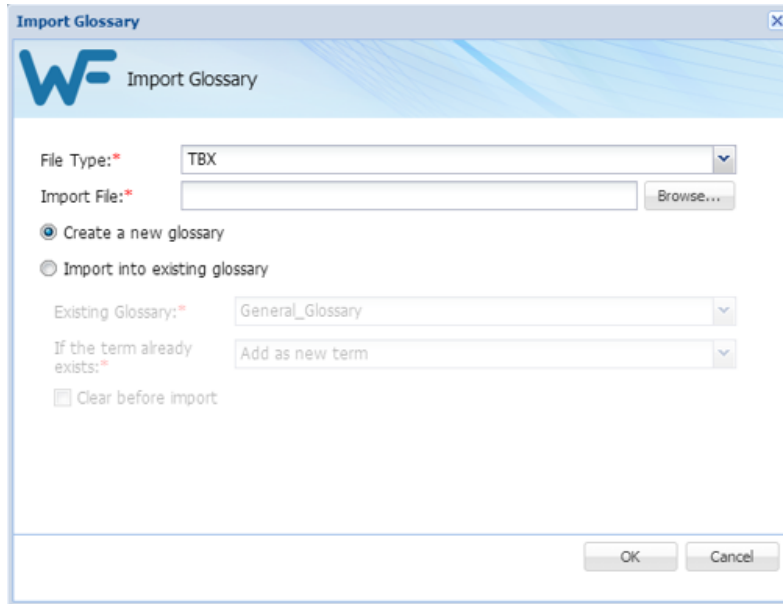 Import Glossary
WF Import Glossary
File Type:* TBX
Import File:* Browse...
Create a new glossary
Import into existing glossary
Existing Glossary:* General_Glossary
If the term already
exists:* Add as new term
Clear before import
OK Cancel